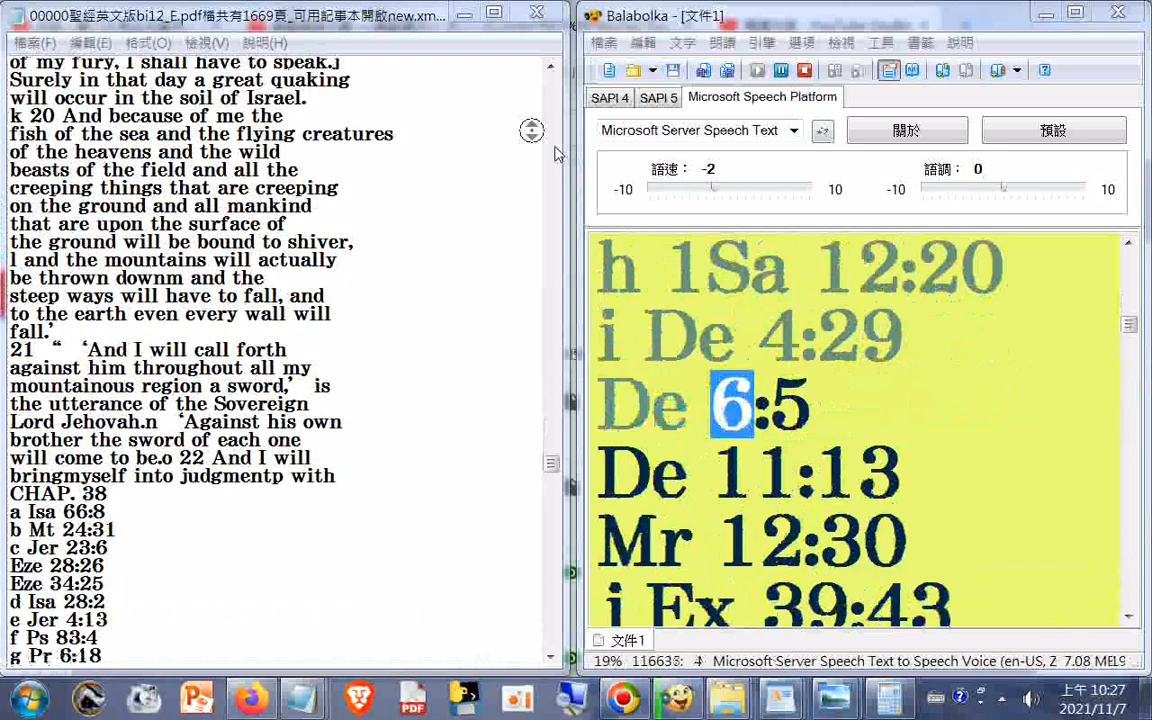 00000聖經英文版bi12_E.pdf檔共有1669頁_可用記事本開啟new.xm...
檔案(F) 編輯(E) 格式(O) 檢視(V) 說明(H)
of my fury, I shall have to speak.j
Surely in that day a great quaking
will occur in the soil of Israel.
k 20 And because of me the
fish of the sea and the flying creatures
of the heavens and the wild
beasts of the field and all the
creeping things that are creeping
on the ground and all mankind
that are upon the surface of
the ground will be bound to shiver,
l and the mountains will actually
be thrown downm and the
steep ways will have to fall, and
to the earth even every wall will
fall.’
21 “ ‘And I will call forth
against him throughout all my
mountainous region a sword,’ is
the utterance of the Sovereign
Lord Jehovah.n ‘Against his own
brother the sword of each one
will come to be.o 22 And I will
bringmyself into judgmentp with
CHAP. 38
a Isa 66:8
b Mt 24:31
c Jer 23:6
Eze 28:26
Eze 34:25
d Isa 28:2
e Jer 4:13
f Ps 83:4
g Pr 6:18
Balabolka - [文件1]
檔案 編輯 文字 朗讀 引擎 選項 檢視 工具 書籤 說明
SAPI 4 SAPI 5 Microsoft Speech Platform
Microsoft Server Speech Text 關於 預設
語速： -2 語調： 0
-10 10 -10 10
h 1Sa 12:20
i De 4:29
De 6:5
De 11:13
Mr 12:30
j Ex 39:43
文件1
19% Microsoft Server Speech Text to Speech Voice (en-US, Z
PDF
上午 10:27
2021/11/7